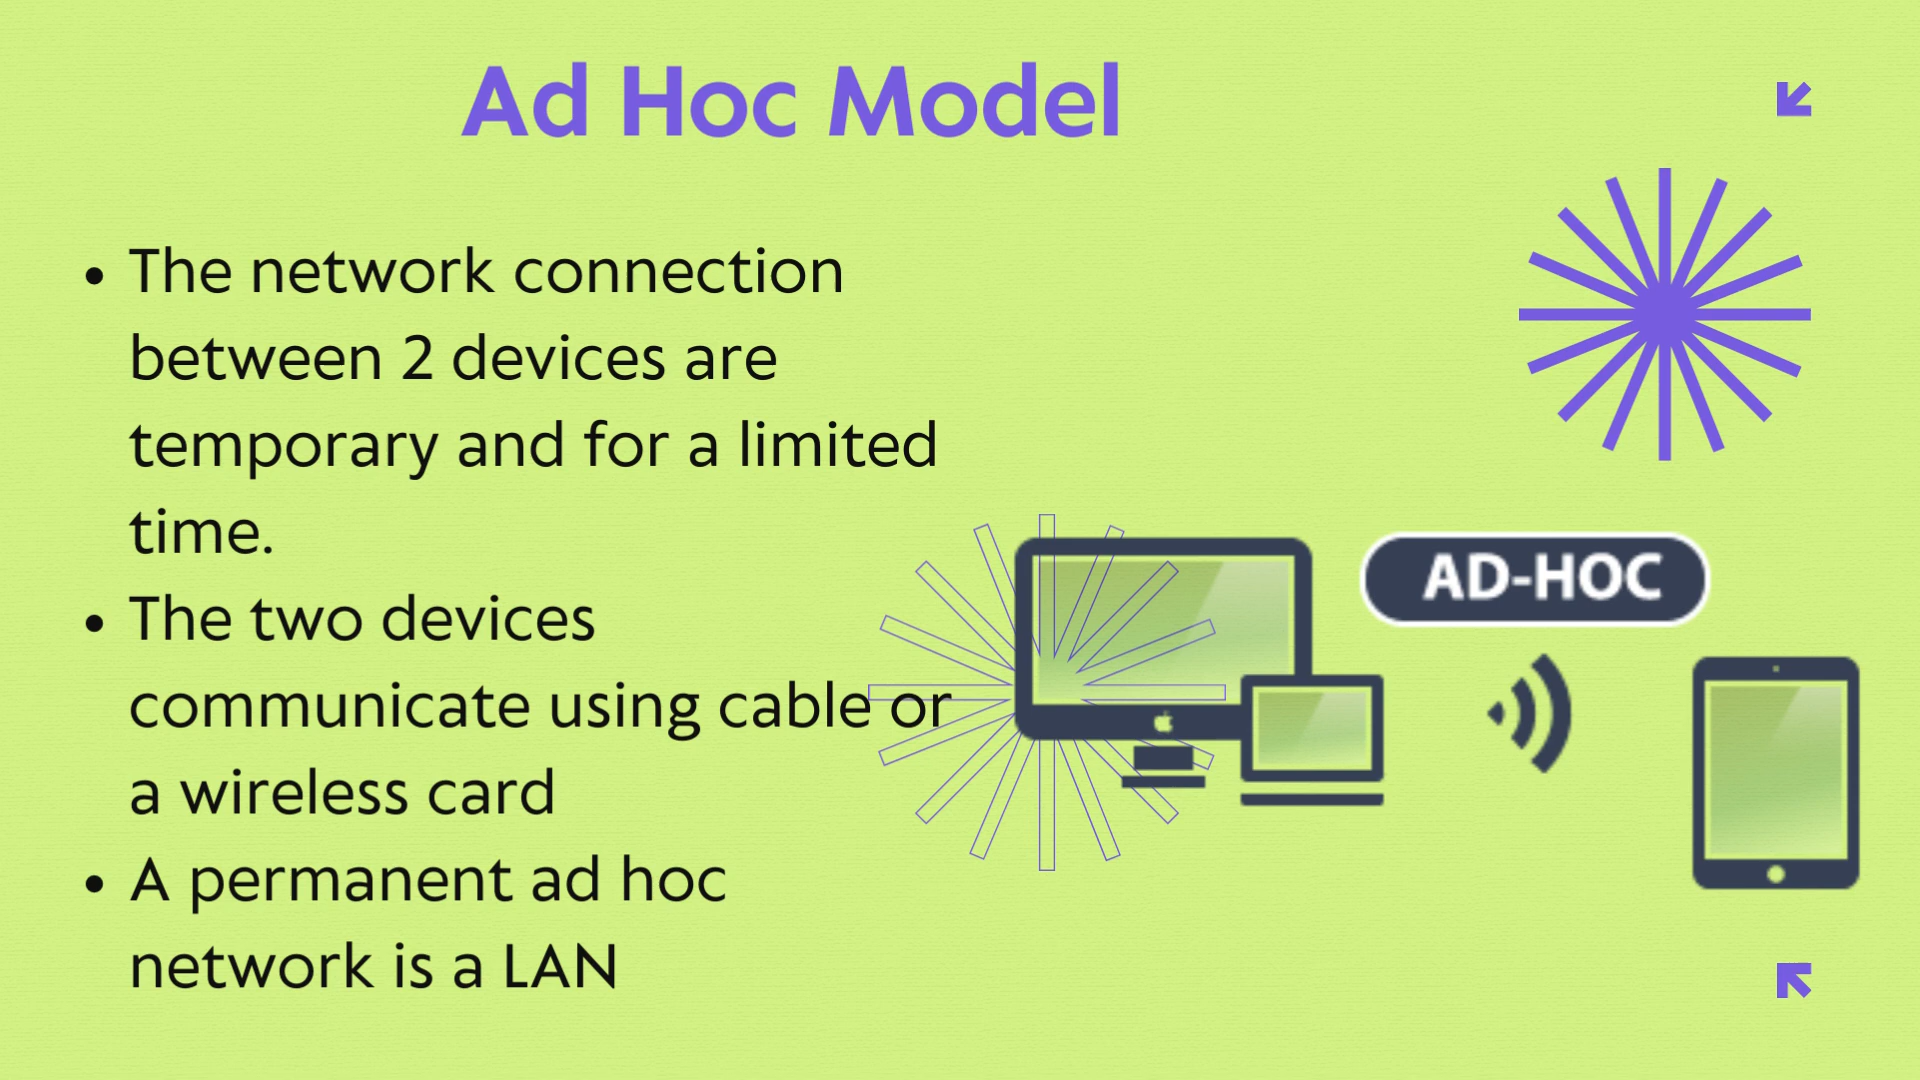 Ad Hoc Model
• The network connection
between 2 devices are
temporary and for a limited
time.
• The two devices
communicate using cable or
a wireless card
• A permanent ad hoc
network is a LAN
AD-HOC